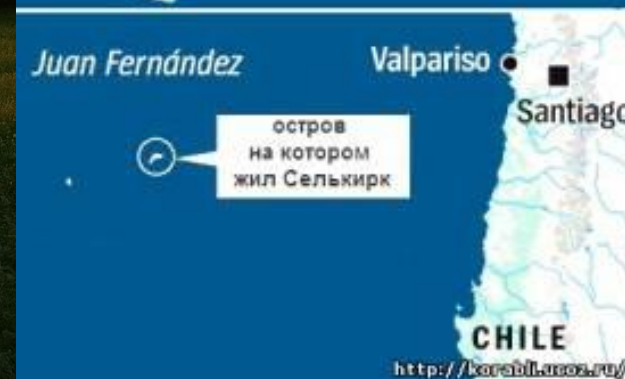 Juan Fernández
Valpariso
Santiago
остров
на котором
жил Селькирк
CHILE
http://korabli.ucoz.ru/